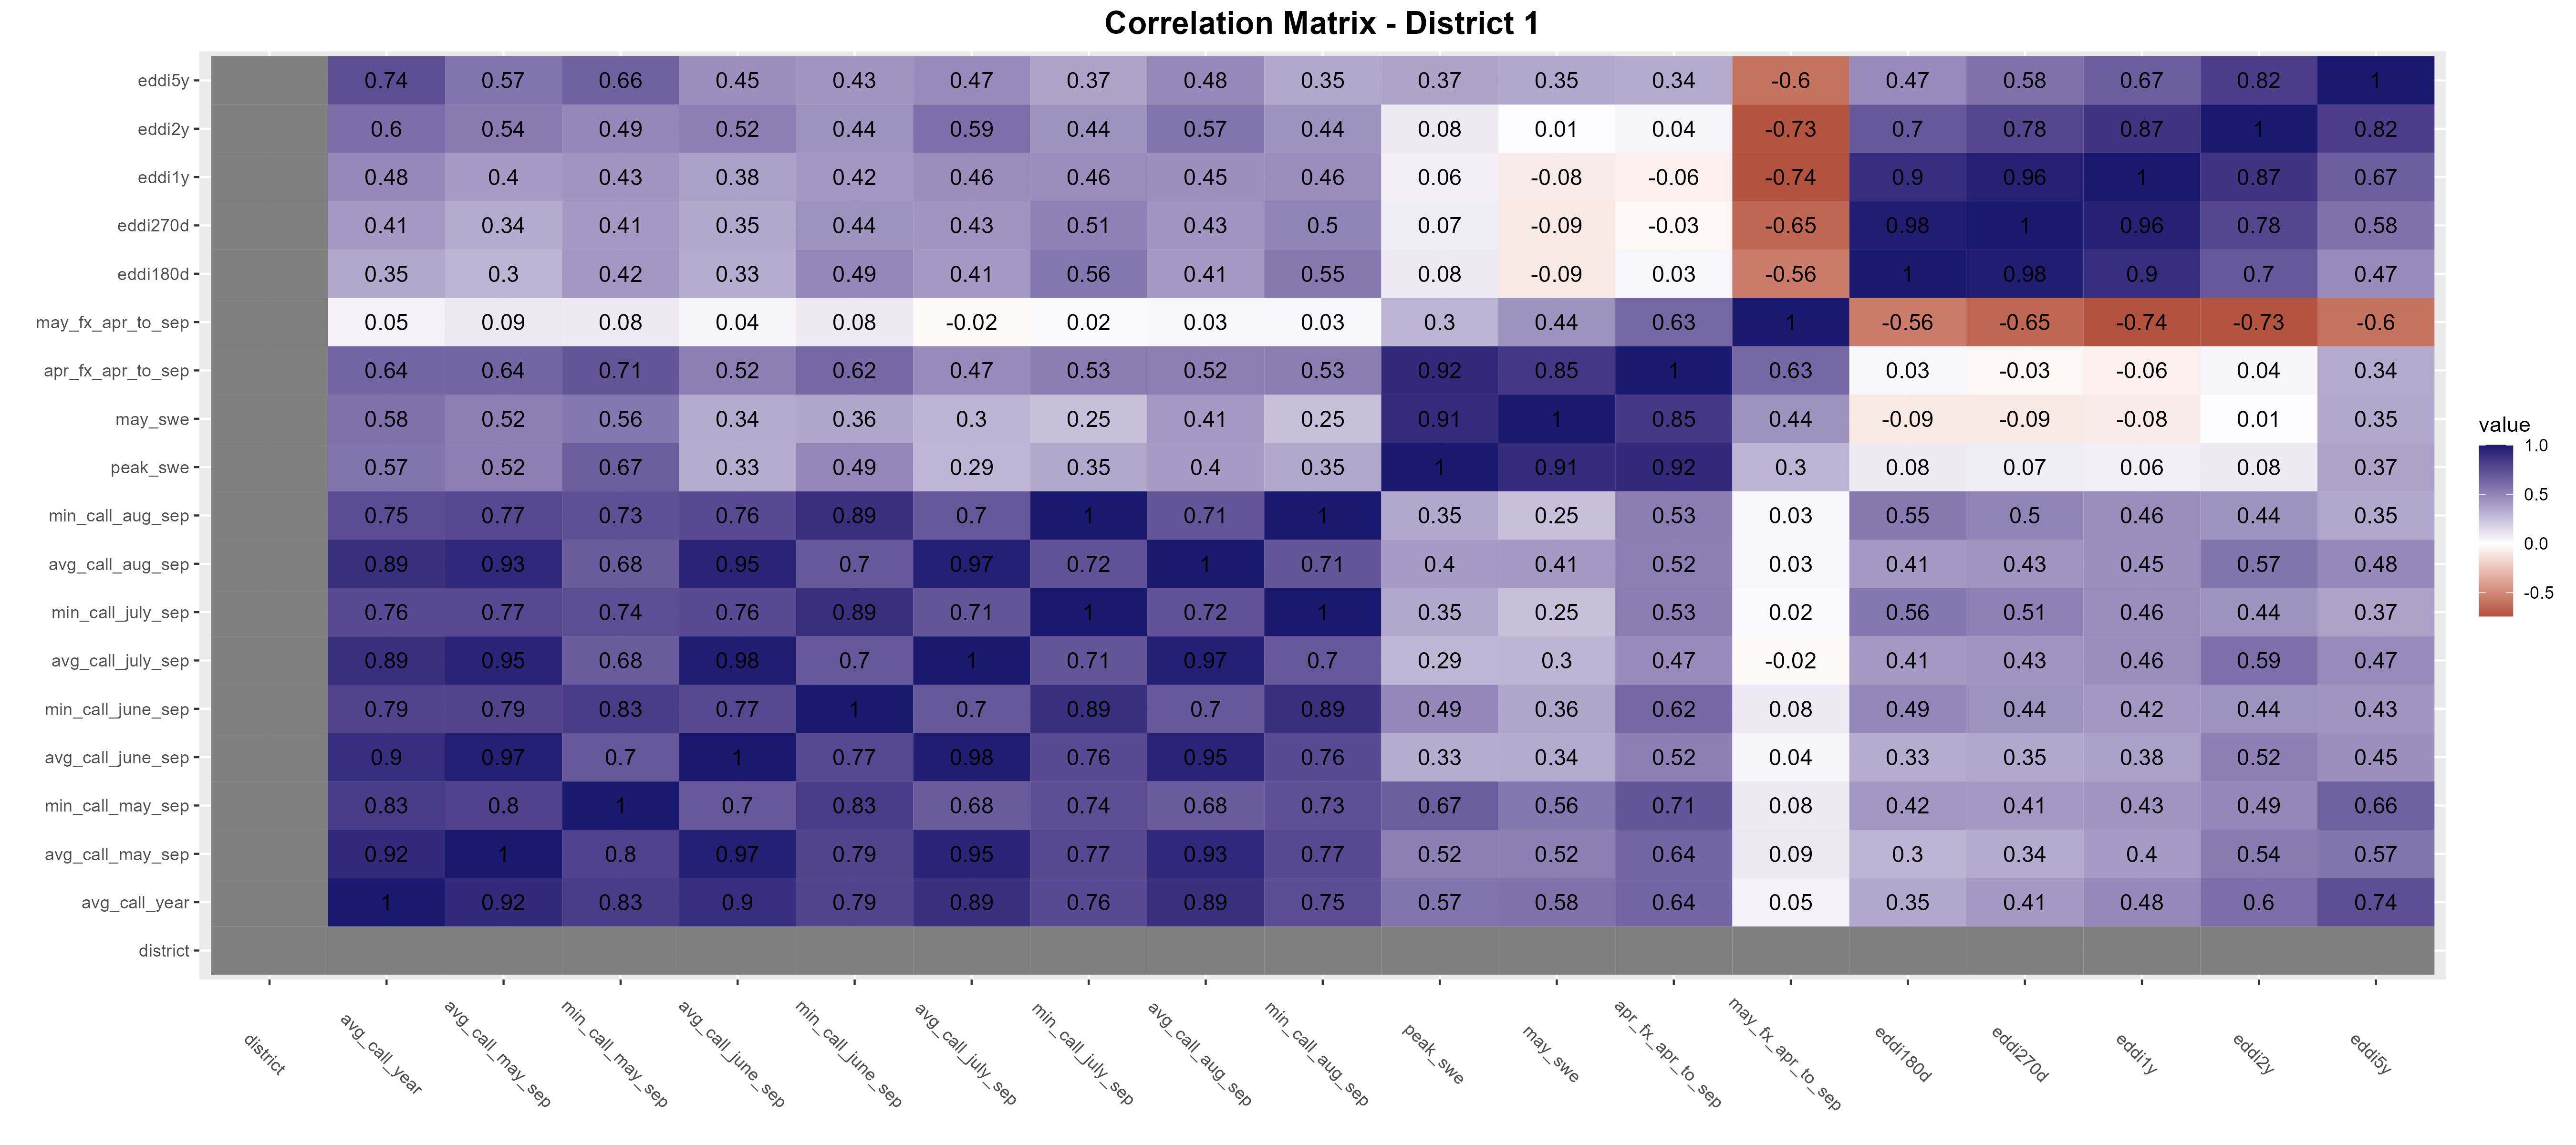 Correlation Matrix - District 1
eddi5y 0.74 0.57 0.66 0.45 0.43 0.47 0.37 0.48 0.35 0.37 0.35 0.34 -0.6 0.47 0.58 0.67 0.82 1
eddi2y 0.6 0.54 0.49 0.52 0.44 0.59 0.44 0.57 0.44 0.08 0.01 0.04 -0.73 0.7 0.78 0.87 1 0.82
eddi1y 0.48 0.4 0.43 0.38 0.42 0.46 0.46 0.45 0.46 0.06 -0.08 -0.06 -0.74 0.9 0.96 1 0.87 0.67
eddi270d 0.41 0.34 0.41 0.35 0.44 0.43 0.51 0.43 0.5 0.07 -0.09 -0.03 -0.65 0.98 1 0.96 0.78 0.58
eddi180d 0.35 0.3 0.42 0.33 0.49 0.41 0.56 0.41 0.55 0.08 -0.09 0.03 -0.56 1 0.98 0.9 0.7 0.47
may_fx_apr_to_sep 0.05 0.09 0.08 0.04 0.08 -0.02 0.02 0.03 0.03 0.3 0.44 0.63 1 -0.56 -0.65 -0.74 -0.73 -0.6
apr_fx_apr_to_sep 0.64 0.64 0.71 0.52 0.62 0.47 0.53 0.52 0.53 0.92 0.85 1 0.63 0.03 -0.03 -0.06 0.04 0.34
may_swe 0.58 0.52 0.56 0.34 0.36 0.3 0.25 0.41 0.25 0.91 1 0.85 0.44 -0.09 -0.09 -0.08 0.01 0.35
peak_swe 0.57 0.52 0.67 0.33 0.49 0.29 0.35 0.4 0.35 1 0.91 0.92 0.3 0.08 0.07 0.06 0.08 0.37
min_call_aug_sep 0.75 0.77 0.73 0.76 0.89 0.7 1 0.71 1 0.35 0.25 0.53 0.03 0.55 0.5 0.46 0.44 0.35
avg_call_aug_sep 0.89 0.93 0.68 0.95 0.7 0.97 0.72 1 0.71 0.4 0.41 0.52 0.03 0.41 0.43 0.45 0.57 0.48
min_call_july_sep 0.76 0.77 0.74 0.76 0.89 0.71 1 0.72 1 0.35 0.25 0.53 0.02 0.56 0.51 0.46 0.44 0.37
avg_call_july_sep 0.89 0.95 0.68 0.98 0.7 1 0.71 0.97 0.7 0.29 0.3 0.47 -0.02 0.41 0.43 0.46 0.59 0.47
min_call_june_sep 0.79 0.79 0.83 0.77 1 0.7 0.89 0.7 0.89 0.49 0.36 0.62 0.08 0.49 0.44 0.42 0.44 0.43
avg_call_june_sep 0.9 0.97 0.7 1 0.77 0.98 0.76 0.95 0.76 0.33 0.34 0.52 0.04 0.33 0.35 0.38 0.52 0.45
min_call_may_sep 0.83 0.8 1 0.7 0.83 0.68 0.74 0.68 0.73 0.67 0.56 0.71 0.08 0.42 0.41 0.43 0.49 0.66
avg_call_may_sep 0.92 1 0.8 0.97 0.79 0.95 0.77 0.93 0.77 0.52 0.52 0.64 0.09 0.3 0.34 0.4 0.54 0.57
avg_call_year 1 0.92 0.83 0.9 0.79 0.89 0.76 0.89 0.75 0.57 0.58 0.64 0.05 0.35 0.41 0.48 0.6 0.74
district
district avg_call_year avg_call_may_sep min_call_may_sep avg_call_june_sep min_call_june_sep avg_call_july_sep min_call_july_sep avg_call_aug_sep min_call_aug_sep peak_swe may_swe apr_fx_apr_to_sep may_fx_apr_to_sep eddi180d eddi270d eddi1y eddi2y eddi5y
value
1.0
0.5
0.0
-0.5